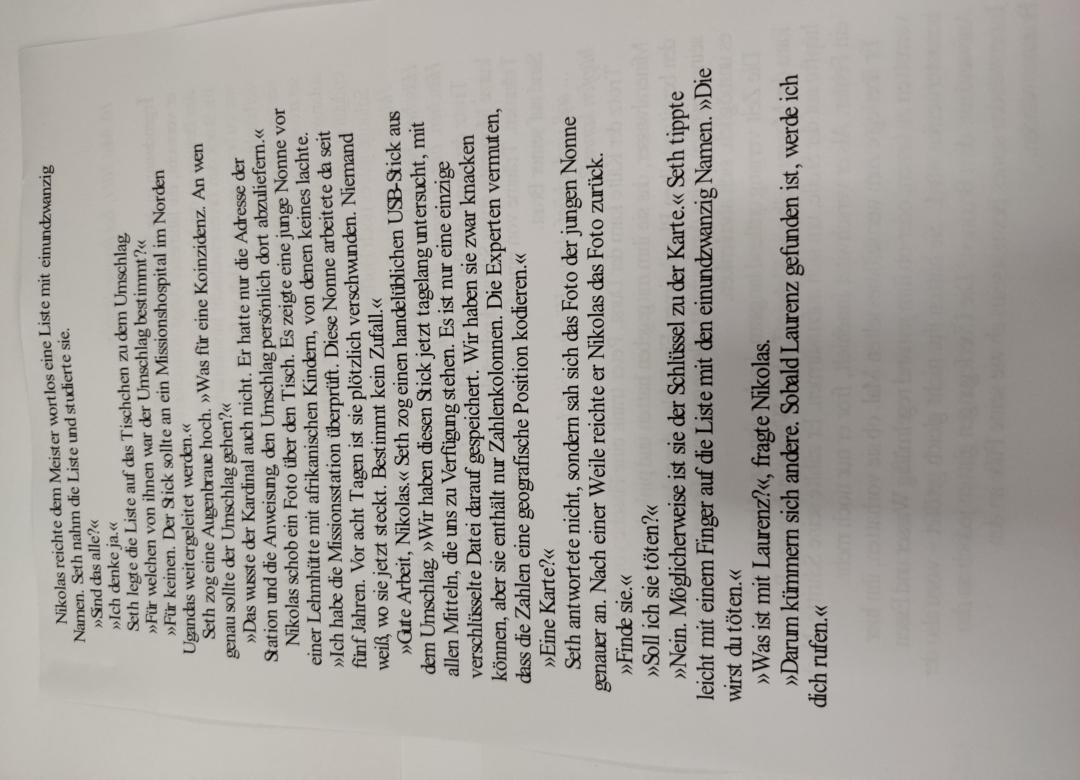 Nikolas reichte dem Meister wortlos eine Liste mit einundzwanzig
Namen. Seth nahm die Liste und studierte sie.
»Sind das alle?«
»Ich denke ja.«
Seth legte die Liste auf das Tischchen zu dem Umschlag.
»Für welchen von ihnen war der Umschlag bestimmt?«
»Für keinen. Der Stick sollte an ein Missionshospital im Norden
Ugandas weitergeleitet werden.«
Seth zog eine Augenbraue hoch. »Was für eine Koinzidenz. An wen
genau sollte der Umschlag gehen?«
»Das wusste der Kardinal auch nicht. Er hatte nur die Adresse der
Station und die Anweisung, den Umschlag persönlich dort abzuliefern.«
Nikolas schob ein Foto über den Tisch. Es zeigte eine junge Nonne vor
einer Lehmhütte mit afrikanischen Kindern, von denen keines lachte.
»Ich habe die Missionsstation überprüft. Diese Nonne arbeitete da seit
fünf Jahren. Vor acht Tagen ist sie plötzlich verschwunden. Niemand
weiß, wo sie jetzt steckt. Bestimmt kein Zufall.«
»Gute Arbeit, Nikolas.« Seth zog einen handelüblichen USB-Stick aus
dem Umschlag. »Wir haben diesen Stick jetzt tagelang untersucht, mit
allen Mitteln, die uns zu Verfügung stehen. Es ist nur eine einzige
verschlüsselte Datei darauf gespeichert. Wir haben sie zwar knacken
können, aber sie enthält nur Zahlenkolonnen. Die Experten vermuten,
dass die Zahlen eine geografische Position kodieren.«
»Eine Karte?«
Seth antwortete nicht, sondern sah sich das Foto der jungen Nonne
genauer an. Nach einer Weile reichte er Nikolas das Foto zurück.
»Finde sie.«
»Soll ich sie töten?«
»Nein. Möglicherweise ist sie der Schlüssel zu der Karte.« Seth tippte
leicht mit einem Finger auf die Liste mit den einundzwanzig Namen. »Die
wirst du töten.«
»Was ist mit Laurenz?«, fragte Nikolas.
»Darum kümmern sich andere. Sobald Laurenz gefunden ist, werde ich
dich rufen.«